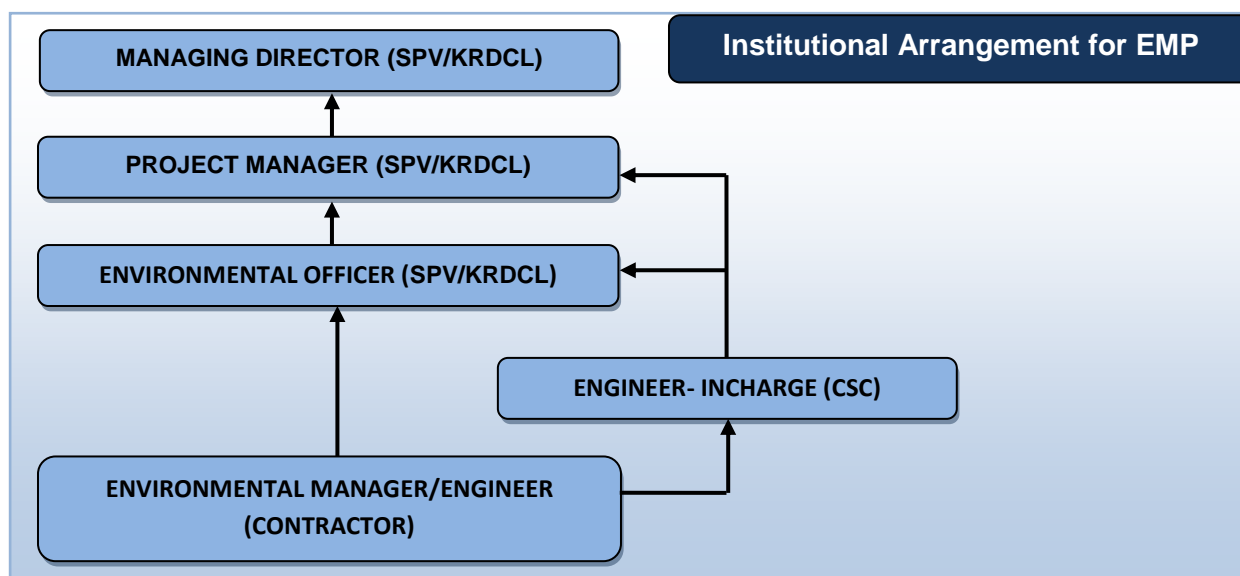 Institutional Arrangement for EMP
MANAGING DIRECTOR (SPV/KRDCL)
PROJECT MANAGER (SPV/KRDCL)
ENVIRONMENTAL OFFICER (SPV/KRDCL)
ENGINEER- INCHARGE (CSC)
ENVIRONMENTAL MANAGER/ENGINEER
(CONTRACTOR)